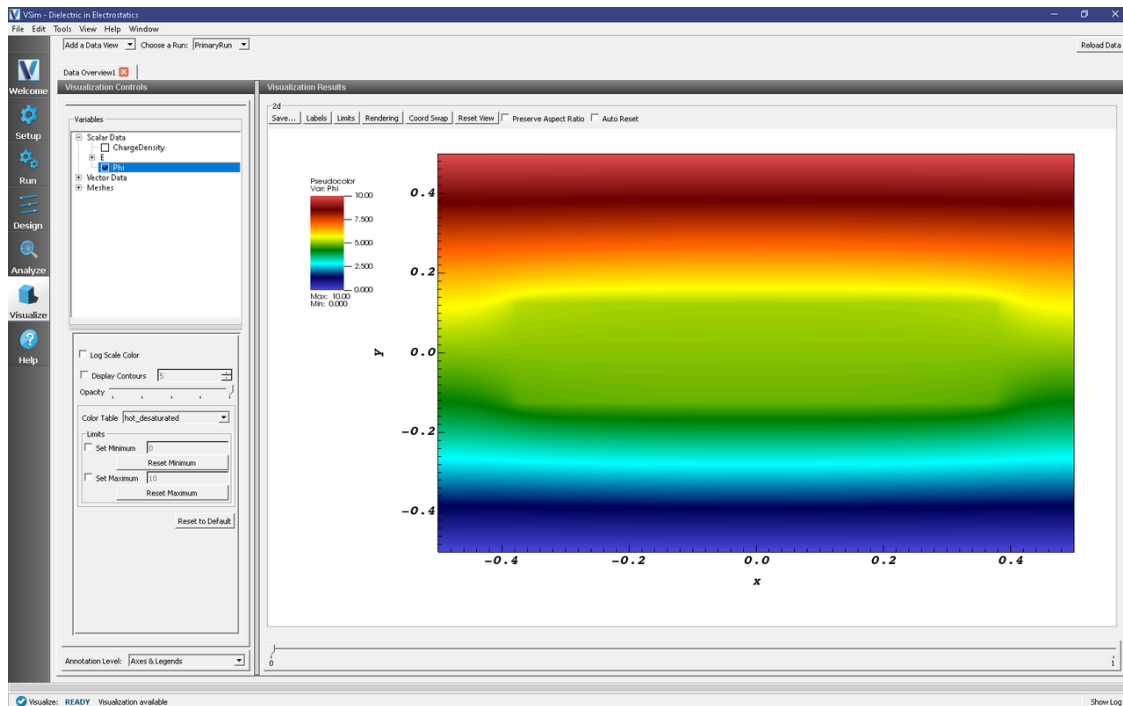 VSim - Dielectric in Electrostatics
File Edit Tools View Help Window
Add a Data View Choose a Run: PrimaryRun Reload Data
Data Overview1
Welcome
Setup
Run
Design
Analyze
Visualize
Help
Visualization Controls
Variables
Scalar Data
ChargeDensity
E
Phi
Vector Data
Meshes
Log Scale Color
Display Contours 5
Opacity
Color Table hot_desaturated
Limits
Set Minimum 0
Reset Minimum
Set Maximum 10
Reset Maximum
Reset to Default
Annotation Level: Axes & Legends
Visualization Results
2d
Save... Labels Limits Rendering Coord Swap Reset View Preserve Aspect Ratio Auto Reset
Pseudocolor
Var: Phi
10.00
7.500
5.000
2.500
0.000
Max: 10.00
Min: 0.000
0.4
0.2
0.0
-0.2
-0.4
y
-0.4 -0.2 0.0 0.2 0.4
x
0 1
Visualize: READY Visualization available Show Log